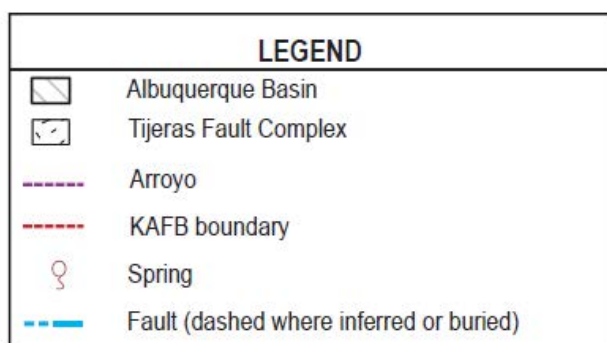 LEGEND
Albuquerque Basin
Tijeras Fault Complex
Arroyo
KAFB boundary
Spring
Fault (dashed where inferred or buried)